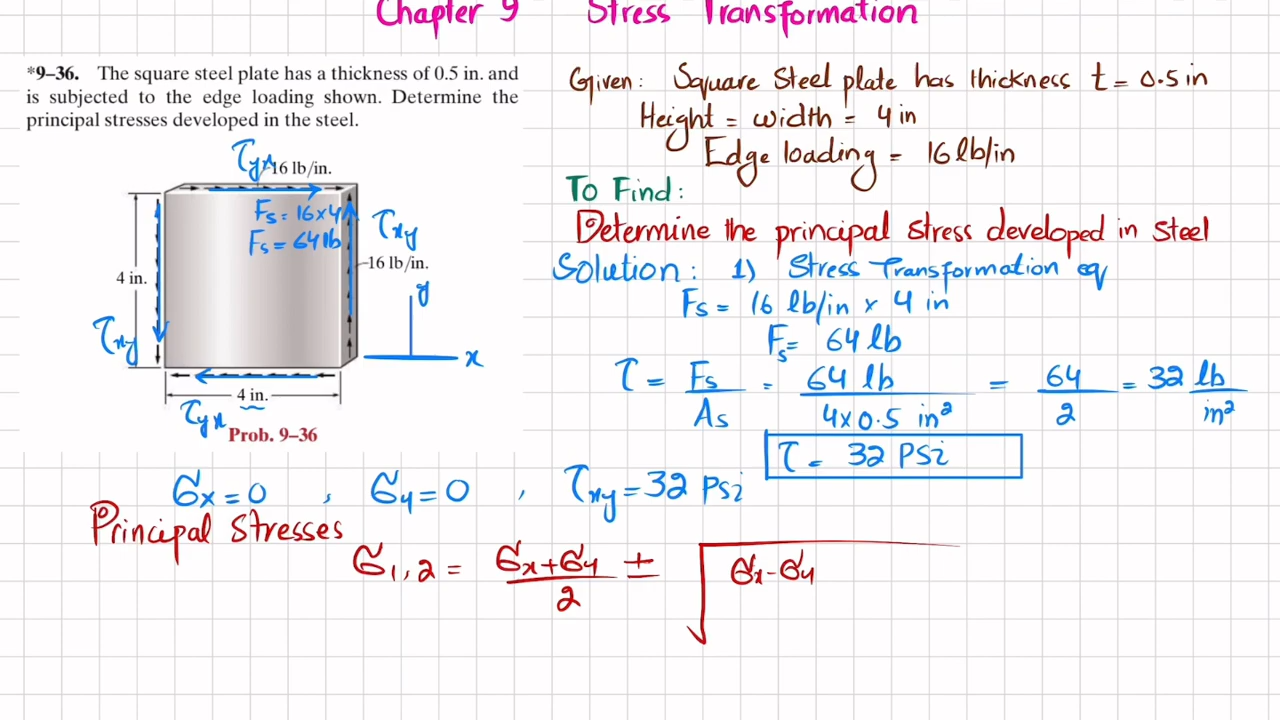 Chapter 9 Stress Transformation
*9–36. The square steel plate has a thickness of 0.5 in. and
is subjected to the edge loading shown. Determine the
principal stresses developed in the steel.
τyx
16 lb/in.
Fs = 16 x 4
Fs = 64 lb
τxy
16 lb/in.
4 in.
y
x
τxy
4 in.
τyx
Prob. 9–36
Given: Square Steel plate has thickness t = 0.5 in
Height = width = 4 in
Edge loading = 16 lb/in
To Find:
Determine the principal stress developed in steel
Solution: 1) Stress Transformation eq
Fs = 16 lb/in x 4 in
Fs = 64 lb
τ = Fs/As = 64 lb/4x0.5 in² = 64/2 = 32 lb/in²
τ = 32 PSi
σx = 0 , σy = 0 , τxy = 32 PSi
Principal Stresses
σ1,2 = σx+σy/2 ± √ σx-σy